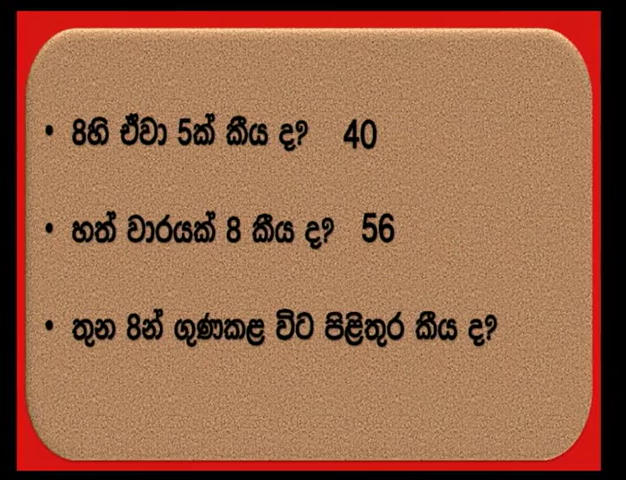 • 8හි ඒවා 5ක් කීය ද? 40
• හත් වාරයක් 8 කීය ද? 56
• තුන 8න් ගුණකළ විට පිළිතුර කීය ද?